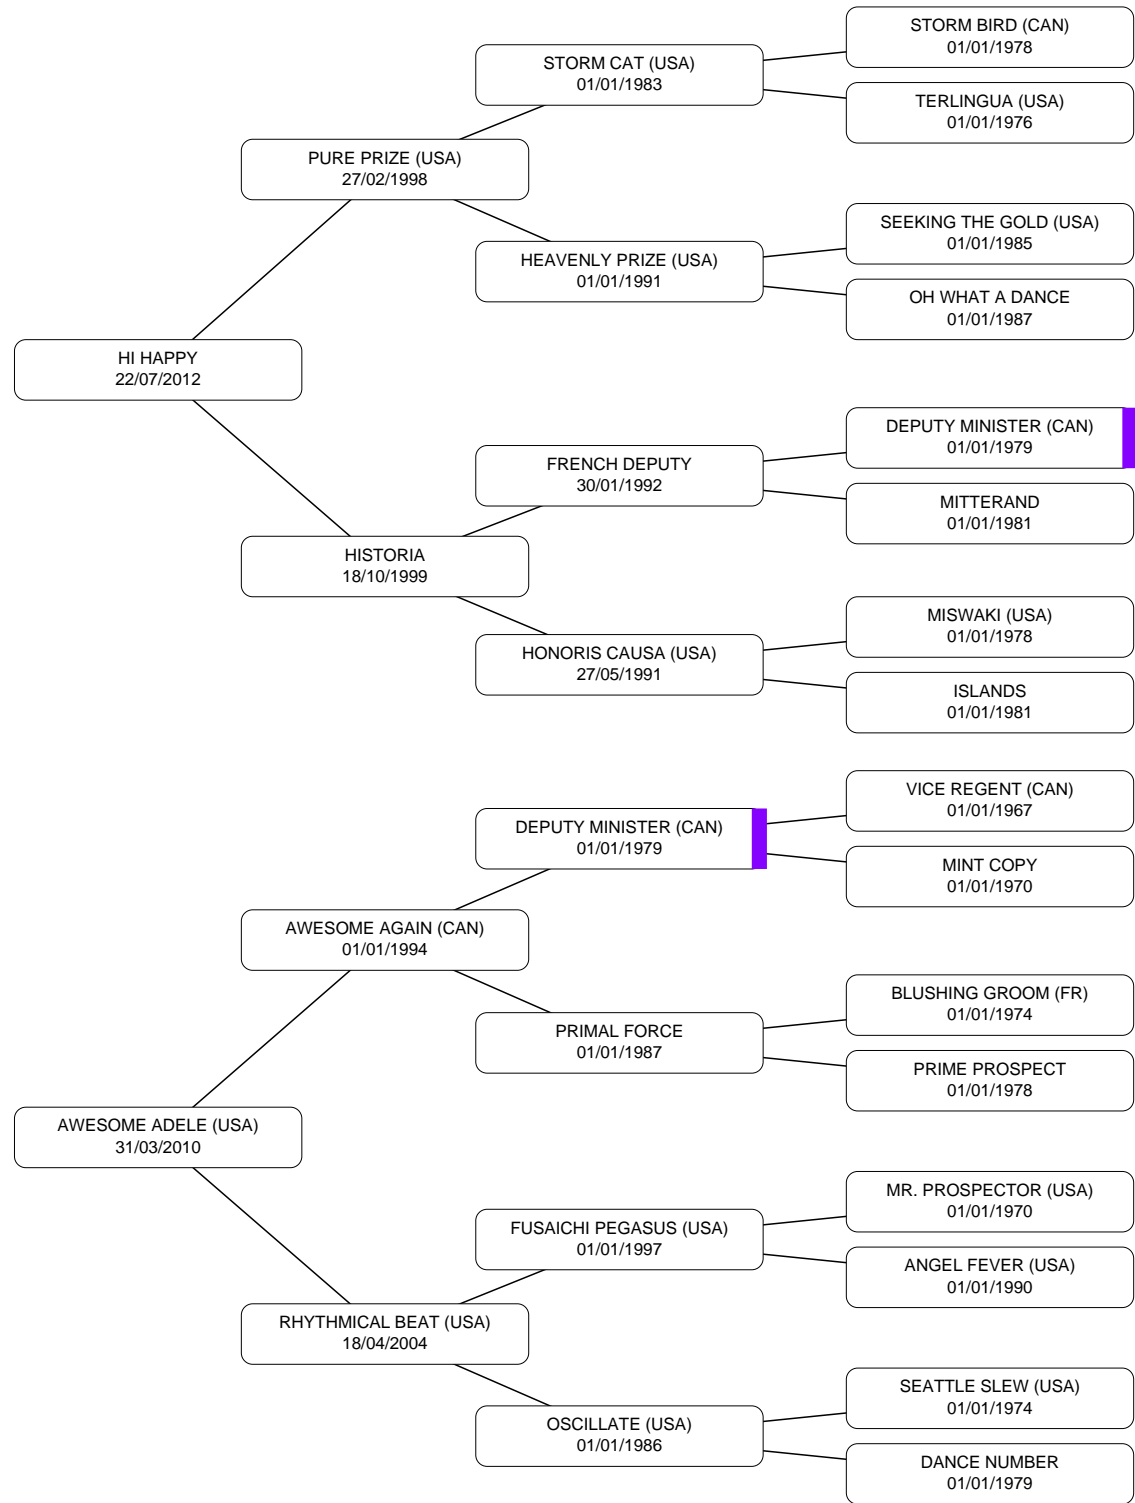 STORM BIRD (CAN)
01/01/1978
STORM CAT (USA)
01/01/1983
TERLINGUA (USA)
01/01/1976
PURE PRIZE (USA)
27/02/1998
SEEKING THE GOLD (USA)
01/01/1985
HEAVENLY PRIZE (USA)
01/01/1991
OH WHAT A DANCE
01/01/1987
HI HAPPY
22/07/2012
DEPUTY MINISTER (CAN)
01/01/1979
FRENCH DEPUTY
30/01/1992
MITTERAND
01/01/1981
HISTORIA
18/10/1999
MISWAKI (USA)
01/01/1978
HONORIS CAUSA (USA)
27/05/1991
ISLANDS
01/01/1981
VICE REGENT (CAN)
01/01/1967
DEPUTY MINISTER (CAN)
01/01/1979
MINT COPY
01/01/1970
AWESOME AGAIN (CAN)
01/01/1994
BLUSHING GROOM (FR)
01/01/1974
PRIMAL FORCE
01/01/1987
PRIME PROSPECT
01/01/1978
AWESOME ADELE (USA)
31/03/2010
MR. PROSPECTOR (USA)
01/01/1970
FUSAICHI PEGASUS (USA)
01/01/1997
ANGEL FEVER (USA)
01/01/1990
RHYTHMICAL BEAT (USA)
18/04/2004
SEATTLE SLEW (USA)
01/01/1974
OSCILLATE (USA)
01/01/1986
DANCE NUMBER
01/01/1979